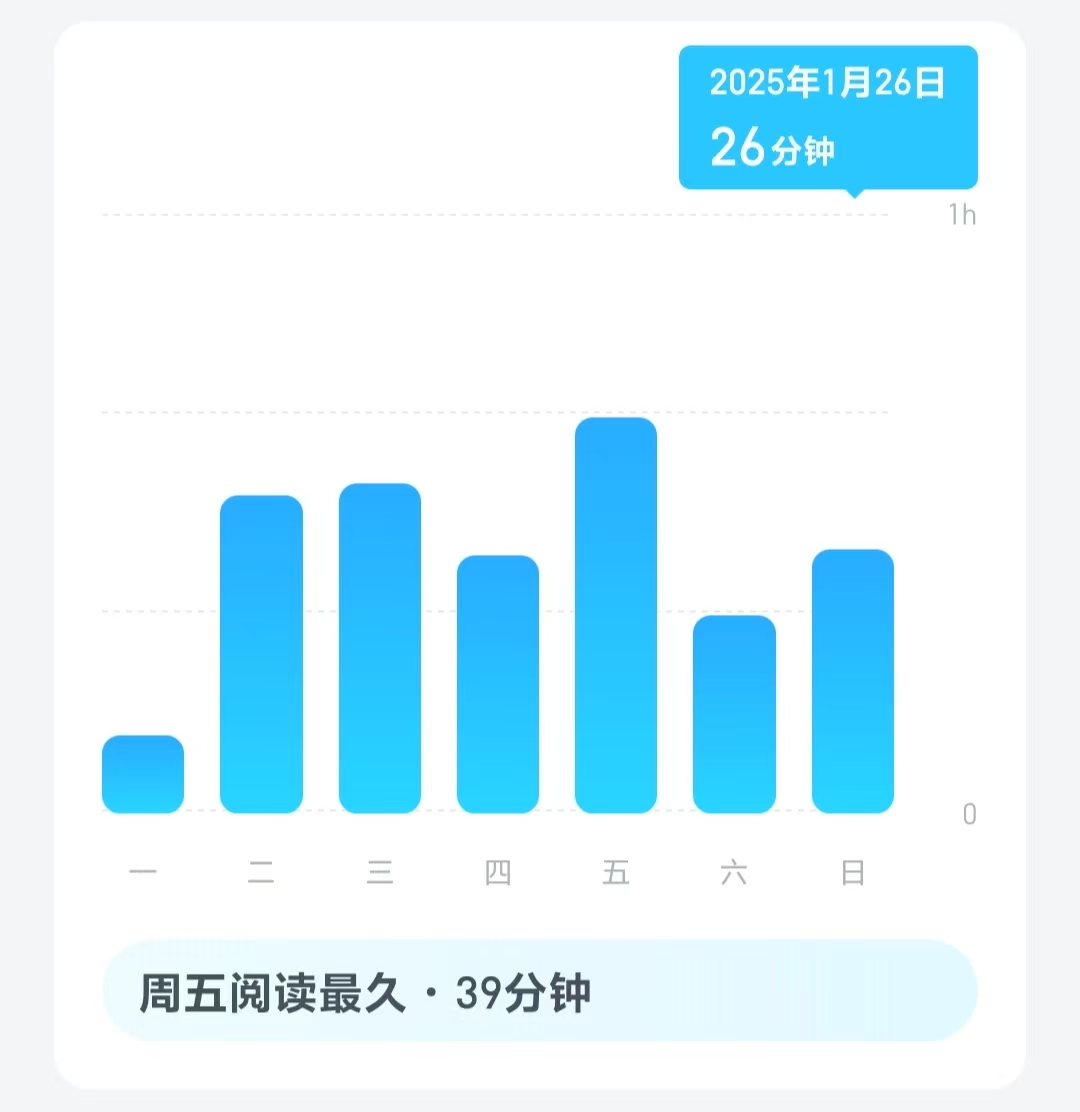 2025年1月26日
26分钟
1h
0
一 二 三 四 五 六 日
周五阅读最久·39分钟